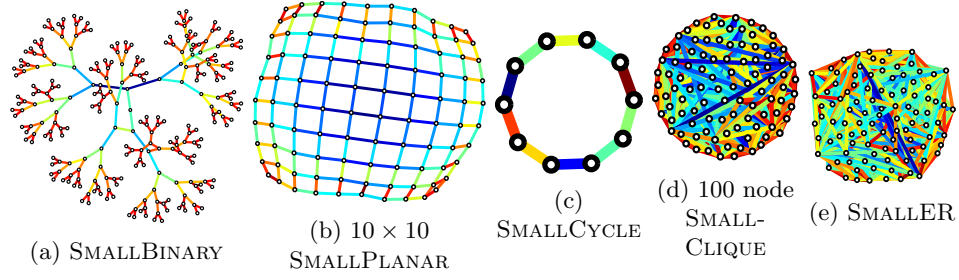 (a) SMALLBINARY
(b) 10 × 10
SMALLPLANAR
(c)
SMALLCYCLE
(d) 100 node
SMALL-
CLIQUE
(e) SMALLER